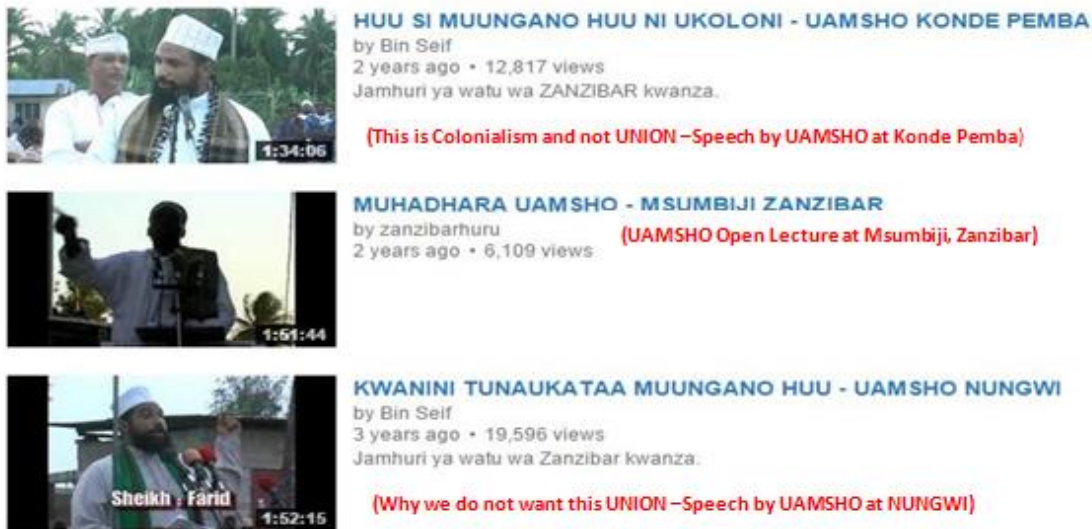 HUU SI MUUNGANO HUU NI UKOLONI - UAMSHO KONDE PEMBA
by Bin Seif
2 years ago • 12,817 views
Jamhuri ya watu wa ZANZIBAR kwanza.
(This is Colonialism and not UNION –Speech by UAMSHO at Konde Pemba)
1:34:06
MUHADHARA UAMSHO - MSUMBIJI ZANZIBAR
by zanzibarhuru
(UAMSHO Open Lecture at Msumbiji, Zanzibar)
2 years ago • 6,109 views
1:51:44
KWANINI TUNAUKATAA MUUNGANO HUU - UAMSHO NUNGWI
by Bin Seif
3 years ago • 19,596 views
Jamhuri ya watu wa Zanzibar kwanza.
(Why we do not want this UNION –Speech by UAMSHO at NUNGWI)
Sheikh : Farid
1:52:15